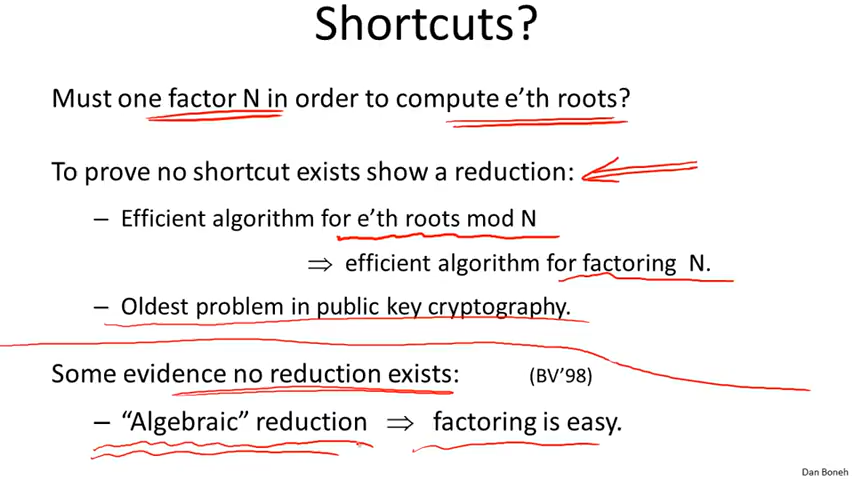 Shortcuts?
Must one factor N in order to compute e’th roots?
To prove no shortcut exists show a reduction:
– Efficient algorithm for e’th roots mod N
⇒ efficient algorithm for factoring N.
– Oldest problem in public key cryptography.
Some evidence no reduction exists: (BV’98)
– “Algebraic” reduction ⇒ factoring is easy.
Dan Boneh